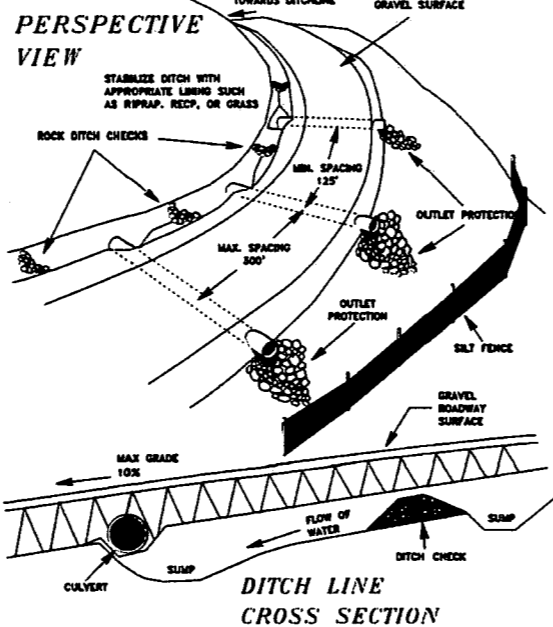 TOWARDS DITCHLINE
GRAVEL SURFACE
PERSPECTIVE
VIEW
STABILIZE DITCH WITH
APPROPRIATE LINING SUCH
AS RIPRAP, RECP, OR GRASS
ROCK DITCH CHECKS
MIN. SPACING
125'
OUTLET PROTECTION
MAX. SPACING
300'
OUTLET
PROTECTION
SILT FENCE
GRAVEL
ROADWAY
SURFACE
MAX GRADE
10%
FLOW OF
WATER
SUMP
DITCH CHECK
SUMP
CULVERT
DITCH LINE
CROSS SECTION